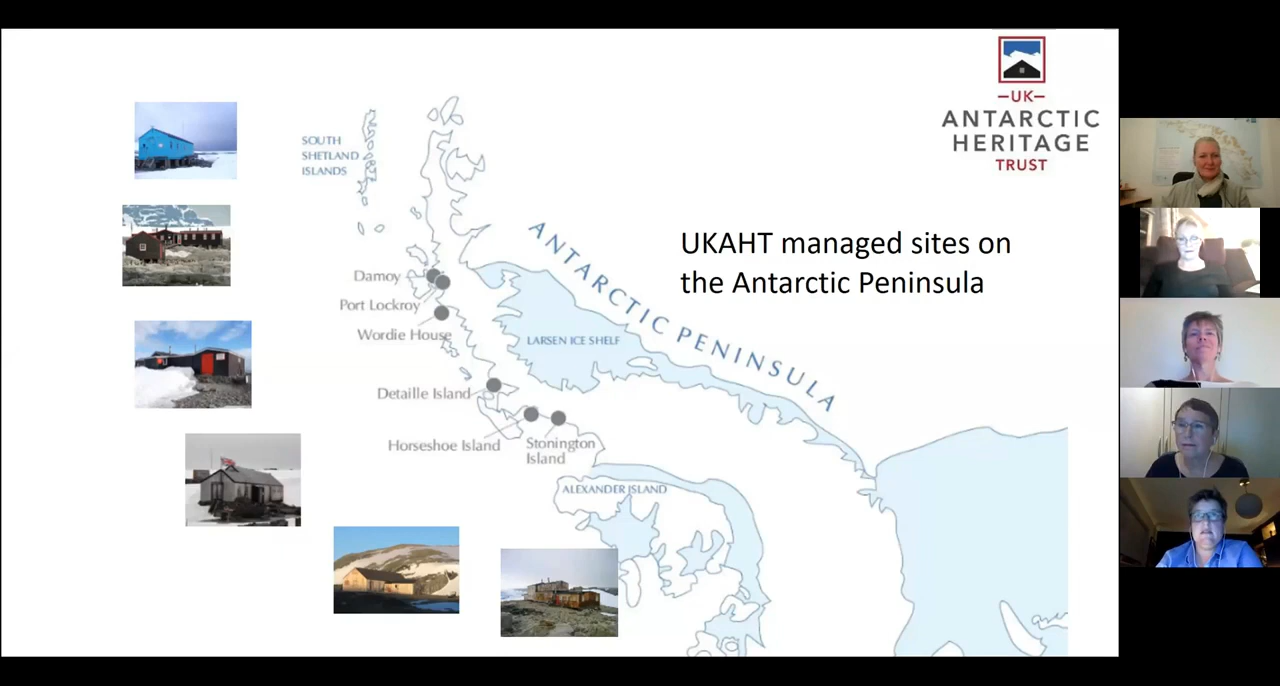 UK
ANTARCTIC
HERITAGE
TRUST
UKAHT managed sites on
the Antarctic Peninsula
SOUTH
SHETLAND
ISLANDS
ANTARCTIC PENINSULA
Damoy
Port Lockroy
Wordie House
LARSEN ICE SHELF
Detaille Island
Horseshoe Island
Stonington
Island
ALEXANDER ISLAND